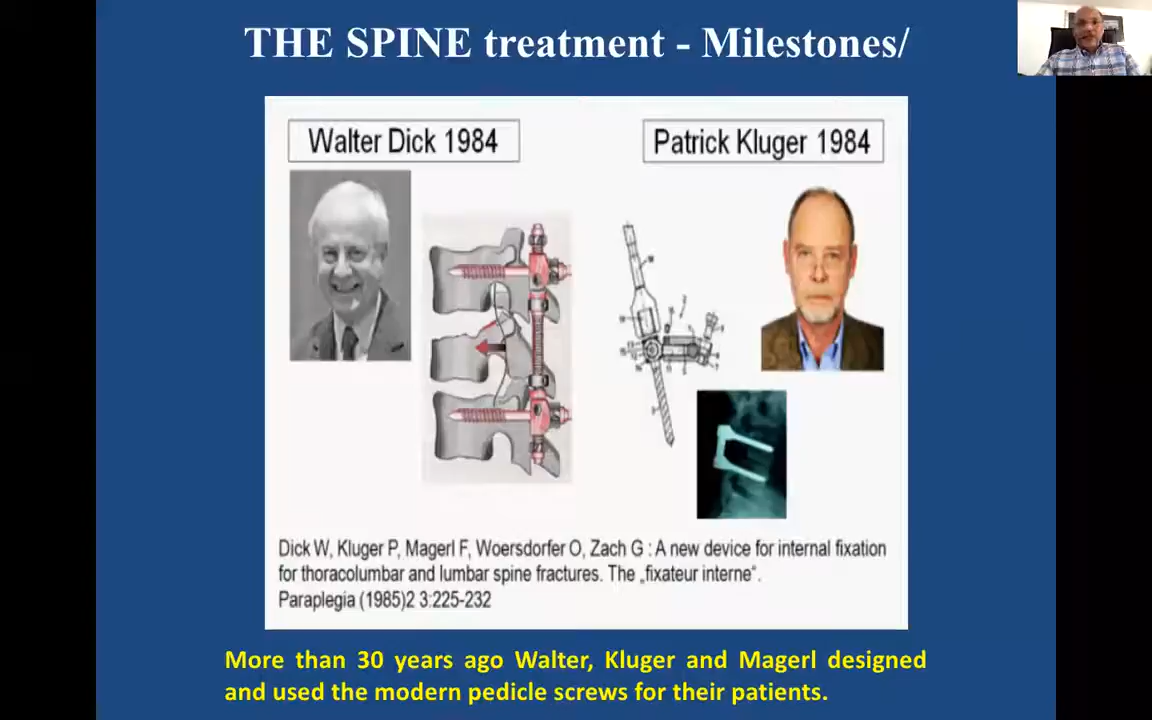 THE SPINE treatment - Milestones/
Walter Dick 1984
Patrick Kluger 1984
Dick W, Kluger P, Magerl F, Woersdorfer O, Zach G : A new device for internal fixation
for thoracolumbar and lumbar spine fractures. The „fixateur interne“.
Paraplegia (1985)2 3:225-232
More than 30 years ago Walter, Kluger and Magerl designed
and used the modern pedicle screws for their patients.